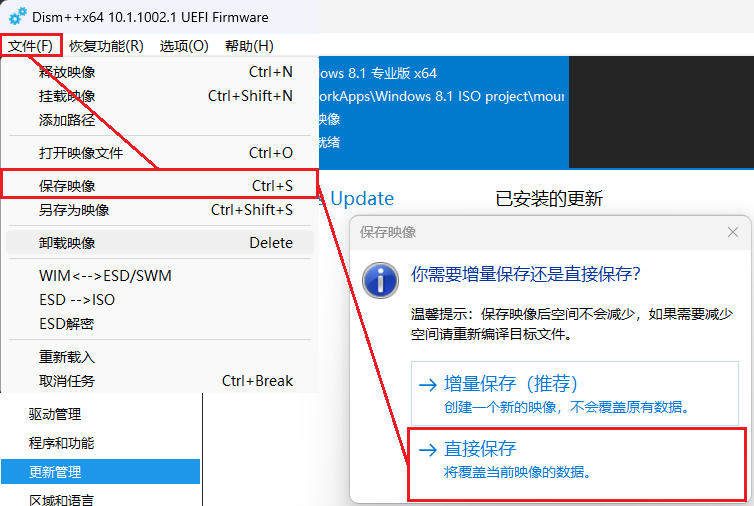 Dism++x64 10.1.1002.1 UEFI Firmware
文件(F) 恢复功能(R) 选项(O) 帮助(H)
释放映像 Ctrl+N
挂载映像 Ctrl+Shift+N
添加路径
打开映像文件 Ctrl+O
保存映像 Ctrl+S
另存为映像 Ctrl+Shift+S
卸载映像 Delete
WIM<-->ESD/SWM
ESD -->ISO
ESD解密
重新载入
取消任务 Ctrl+Break
驱动管理
程序和功能
更新管理
区域和语言
ows 8.1 专业版 x64
orkApps\Windows 8.1 ISO project\mour
映像
就绪
s Update 已安装的更新
保存映像
你需要增量保存还是直接保存?
温馨提示：保存映像后空间不会减少，如果需要减少
空间请重新编译目标文件。
增量保存（推荐）
创建一个新的映像，不会覆盖原有数据。
直接保存
将覆盖当前映像的数据。